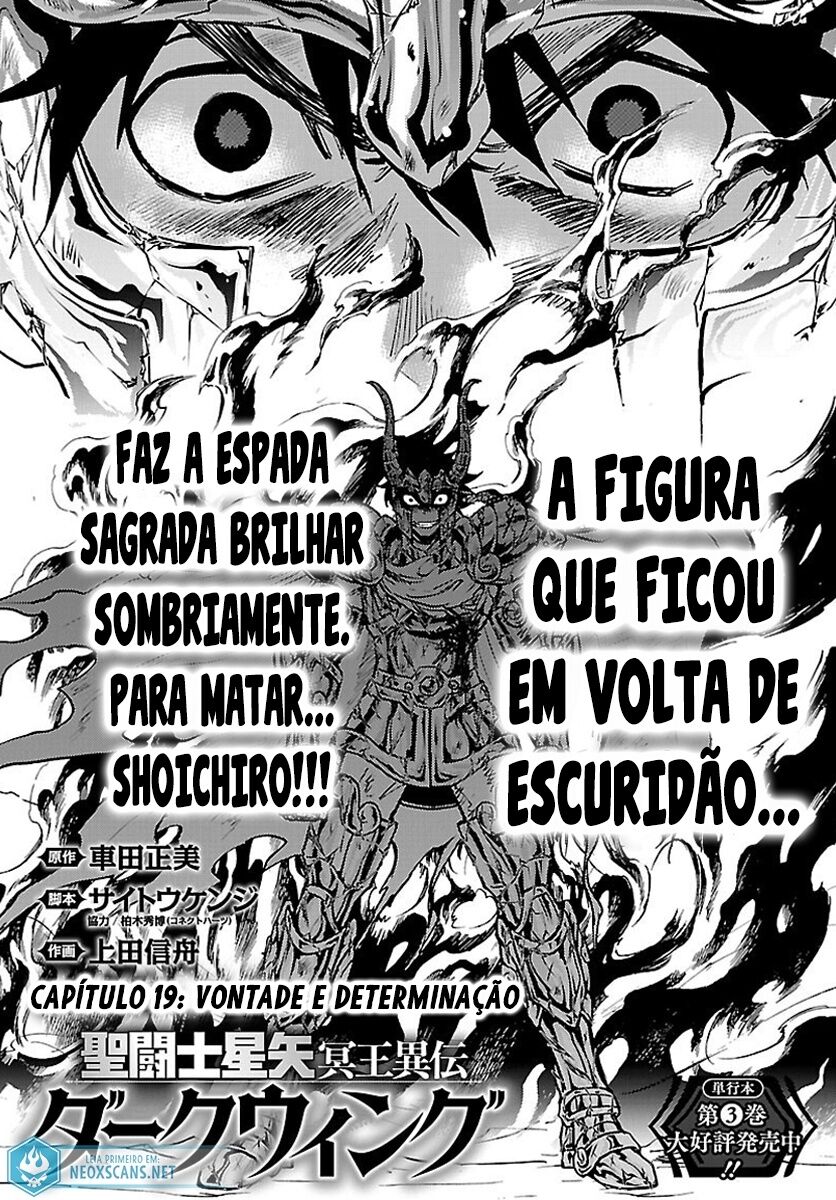 A FIGURA
QUE FICOU
EM VOLTA DE
ESCURIDÃO...
FAZ A ESPADA
SAGRADA BRILHAR
SOMBRIAMENTE.
PARA MATAR...
SHOICHIRO!!!
原作 車田正美
脚本 サイトウケンジ
協力/柏木秀博(コネクトハーツ)
作画 上田信舟
CAPÍTULO 19: VONTADE E DETERMINAÇÃO
聖闘士星矢 冥王異伝
ダークウィング
単行本
第3巻
大好評発売中
!!
LEIA PRIMEIRO EM:
NEOXSCANS.NET